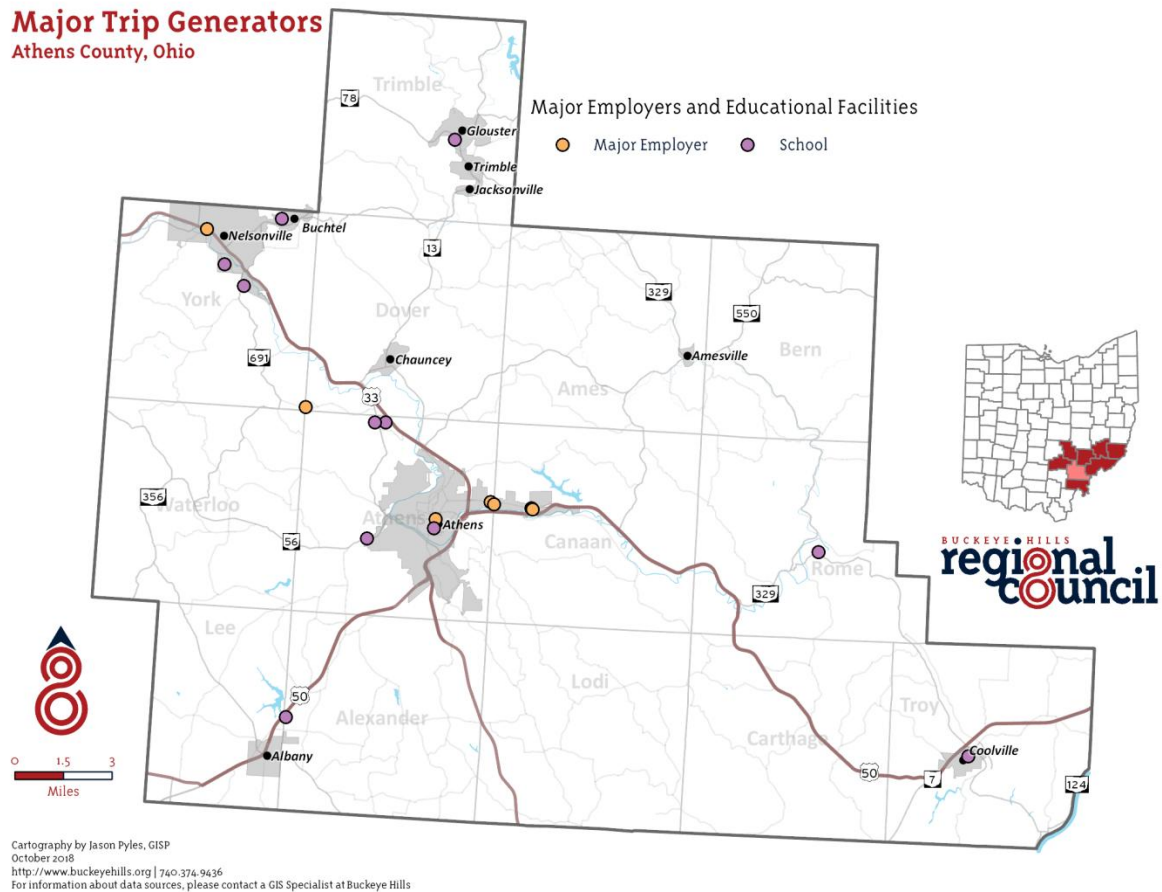 Major Trip Generators
Athens County, Ohio
Major Employers and Educational Facilities
Major Employer School
Trimble
78
Glouster
Trimble
Jacksonville
Buchtel
Nelsonville
13
York
329
550
Dover
Bern
Chauncey
Amesville
691
Ames
33
356
Waterloo
Athens
Athens
56
Canaan
Rome
329
BUCKEYE HILLS
regional
council
Lee
50
Lodi
Alexander
Troy
Carthage
Albany
Coolville
50
7
124
0 1.5 3
Miles
Cartography by Jason Pyles, GISP
October 2018
http://www.buckeyehills.org | 740.374.9436
For information about data sources, please contact a GIS Specialist at Buckeye Hills